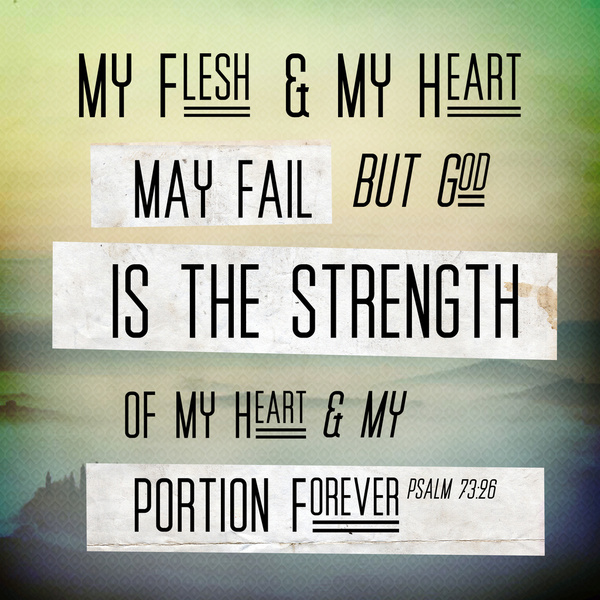 MY FLESH & MY HEART
MAY FAIL BUT GOD
IS THE STRENGTH
OF MY HEART & MY
PORTION FOREVER PSALM 73:26